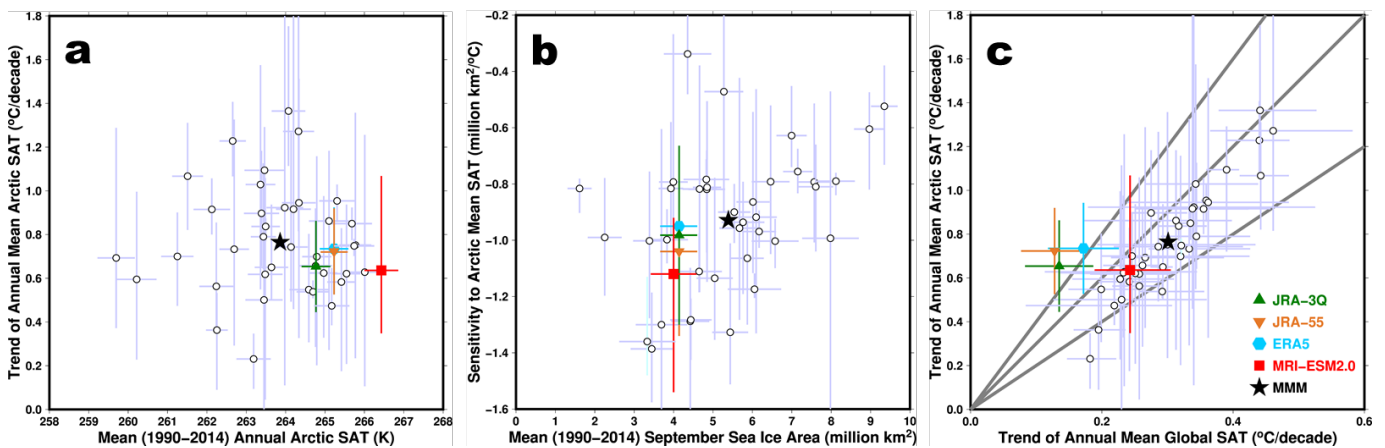 a
Trend of Annual Mean Arctic SAT (ºC/decade)
1.8
1.6
1.4
1.2
1.0
0.8
0.6
0.4
0.2
0.0
258 259 260 261 262 263 264 265 266 267 268
Mean (1990−2014) Annual Arctic SAT (K)
b
Sensitivity to Arctic Mean SAT (million km²/ºC)
−0.2
−0.4
−0.6
−0.8
−1.0
−1.2
−1.4
−1.6
0 1 2 3 4 5 6 7 8 9 10
Mean (1990−2014) September Sea Ice Area (million km²)
c
Trend of Annual Mean Arctic SAT (ºC/decade)
1.8
1.6
1.4
1.2
1.0
0.8
0.6
0.4
0.2
0.0
JRA−3Q
JRA−55
ERA5
MRI−ESM2.0
MMM
0.0 0.2 0.4 0.6
Trend of Annual Mean Global SAT (ºC/decade)